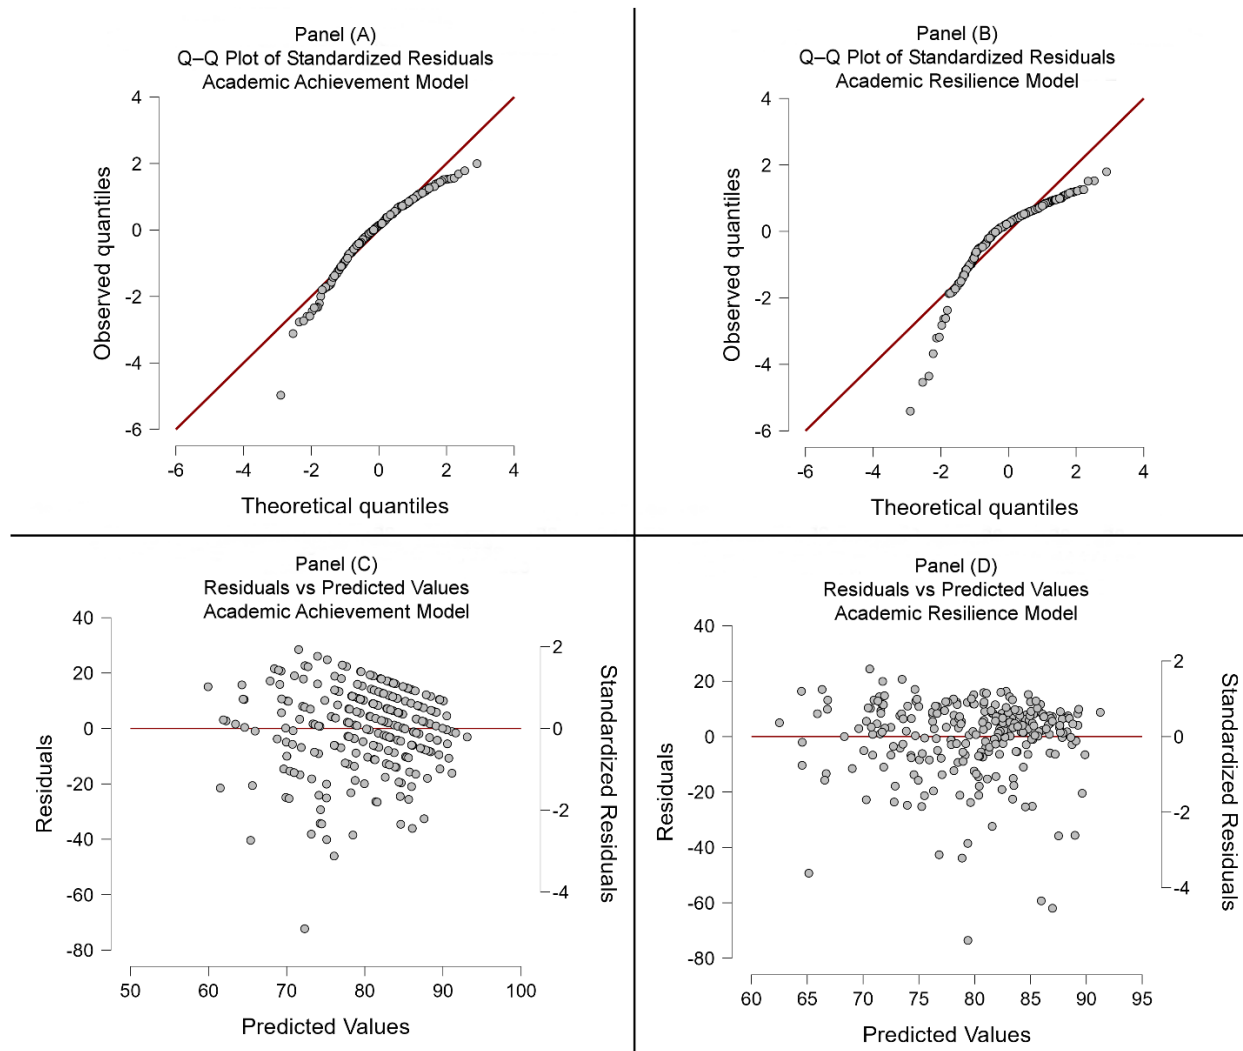 Panel (A)
Q–Q Plot of Standardized Residuals
Academic Achievement Model
4
2
0
-2
-4
-6
Observed quantiles
-6
-4
-2
0
2
4
Theoretical quantiles
Panel (B)
Q–Q Plot of Standardized Residuals
Academic Resilience Model
4
2
0
-2
-4
-6
Observed quantiles
-6
-4
-2
0
2
4
Theoretical quantiles
Panel (C)
Residuals vs Predicted Values
Academic Achievement Model
40
20
0
-20
-40
-60
-80
Residuals
2
0
-2
-4
Standardized Residuals
50
60
70
80
90
100
Predicted Values
Panel (D)
Residuals vs Predicted Values
Academic Resilience Model
40
20
0
-20
-40
-60
-80
Residuals
2
0
-2
-4
Standardized Residuals
60
65
70
75
80
85
90
95
Predicted Values